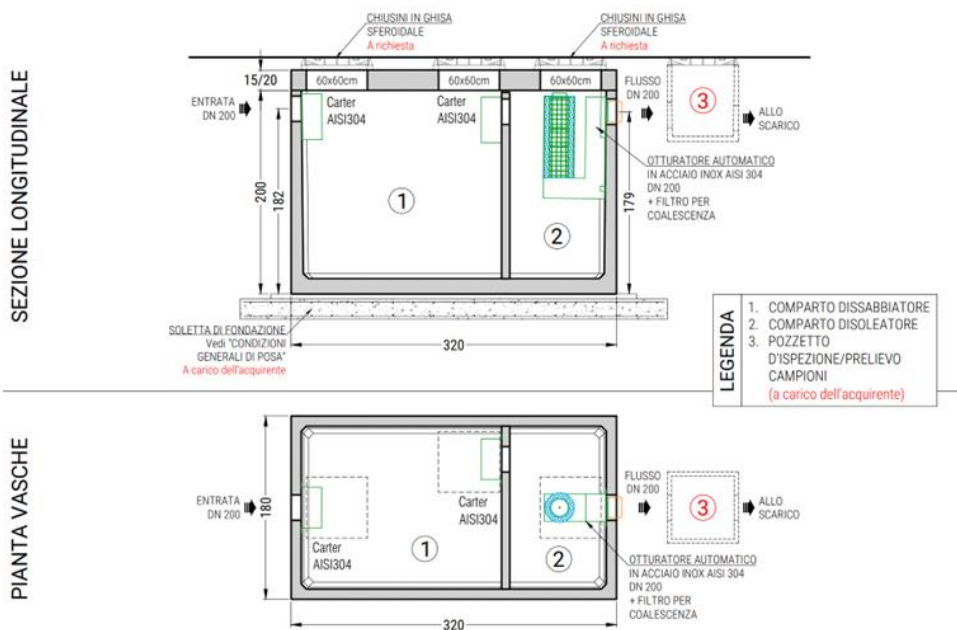 SEZIONE LONGITUDINALE
CHIUSINI IN GHISA
SFEROIDALE
A richiesta
CHIUSINI IN GHISA
SFEROIDALE
A richiesta
15/20
60x60cm
60x60cm
60x60cm
ENTRATA
DN 200
Carter
AISI304
Carter
AISI304
FLUSSO
DN 200
3
ALLO
SCARICO
OTTURATORE AUTOMATICO
IN ACCIAIO INOX AISI 304
DN 200
+ FILTRO PER
COALESCENZA
200
182
1
2
179
SOLETTA DI FONDAZIONE
Vedi "CONDIZIONI
GENERALI DI POSA"
A carico dell'acquirente
320
LEGENDA
1. COMPARTO DISSABBIATORE
2. COMPARTO DISOLEATORE
3. POZZETTO
D'ISPEZIONE/PRELIEVO
CAMPIONI
(a carico dell'acquirente)
PIANTA VASCHE
ENTRATA
DN 200
180
Carter
AISI304
Carter
AISI304
1
2
FLUSSO
DN 200
3
ALLO
SCARICO
OTTURATORE AUTOMATICO
IN ACCIAIO INOX AISI 304
DN 200
+ FILTRO PER
COALESCENZA
320